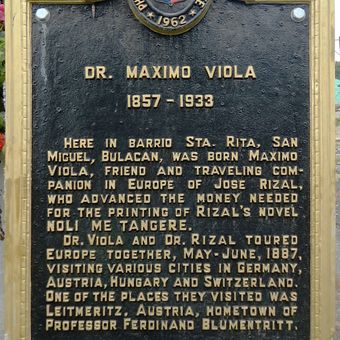 1962
DR. MAXIMO VIOLA
1857 - 1933
HERE IN BARRIO STA. RITA, SAN
MIGUEL, BULACAN, WAS BORN MAXIMO
VIOLA, FRIEND AND TRAVELING COM-
PANION IN EUROPE OF JOSE RIZAL,
WHO ADVANCED THE MONEY NEEDED
FOR THE PRINTING OF RIZAL'S NOVEL
NOLI ME TANGERE.
DR. VIOLA AND DR. RIZAL TOURED
EUROPE TOGETHER, MAY-JUNE, 1887,
VISITING VARIOUS CITIES IN GERMANY,
AUSTRIA, HUNGARY AND SWITZERLAND.
ONE OF THE PLACES THEY VISITED WAS
LEITMERITZ, AUSTRIA, HOMETOWN OF
PROFESSOR FERDINAND BLUMENTRITT.